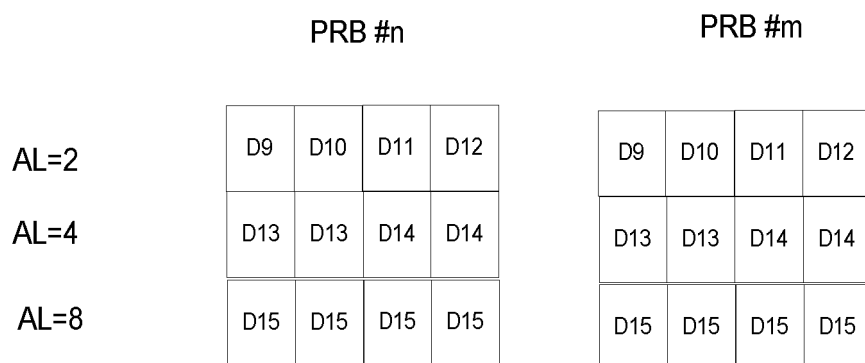 PRB #n PRB #m
AL=2 D9 D10 D11 D12 D9 D10 D11 D12
AL=4 D13 D13 D14 D14 D13 D13 D14 D14
AL=8 D15 D15 D15 D15 D15 D15 D15 D15